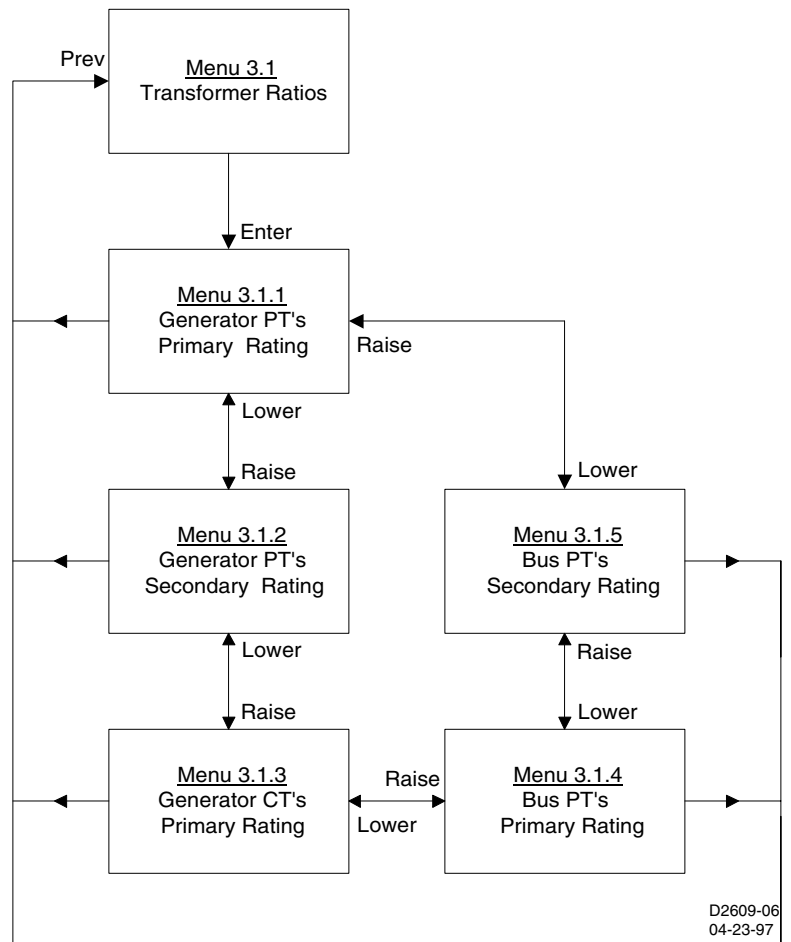 Prev
Menu 3.1
Transformer Ratios
Enter
Menu 3.1.1
Generator PT's
Primary Rating
Raise
Lower
Raise
Lower
Menu 3.1.2
Generator PT's
Secondary Rating
Menu 3.1.5
Bus PT's
Secondary Rating
Lower
Raise
Raise
Lower
Menu 3.1.3
Generator CT's
Primary Rating
Raise
Lower
Menu 3.1.4
Bus PT's
Primary Rating
D2609-06
04-23-97